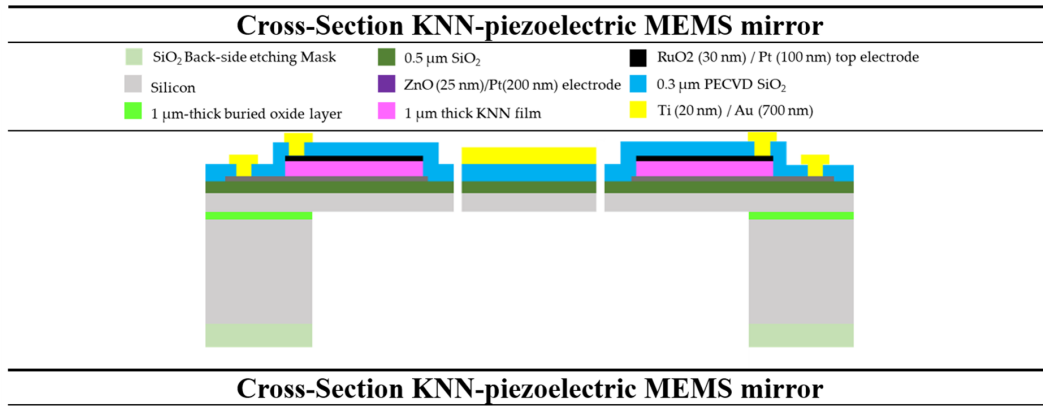 Cross-Section KNN-piezoelectric MEMS mirror
SiO₂ Back-side etching Mask
0.5 µm SiO₂
RuO2 (30 nm) / Pt (100 nm) top electrode
Silicon
ZnO (25 nm)/Pt(200 nm) electrode
0.3 µm PECVD SiO₂
1 µm-thick buried oxide layer
1 µm thick KNN film
Ti (20 nm) / Au (700 nm)
Cross-Section KNN-piezoelectric MEMS mirror